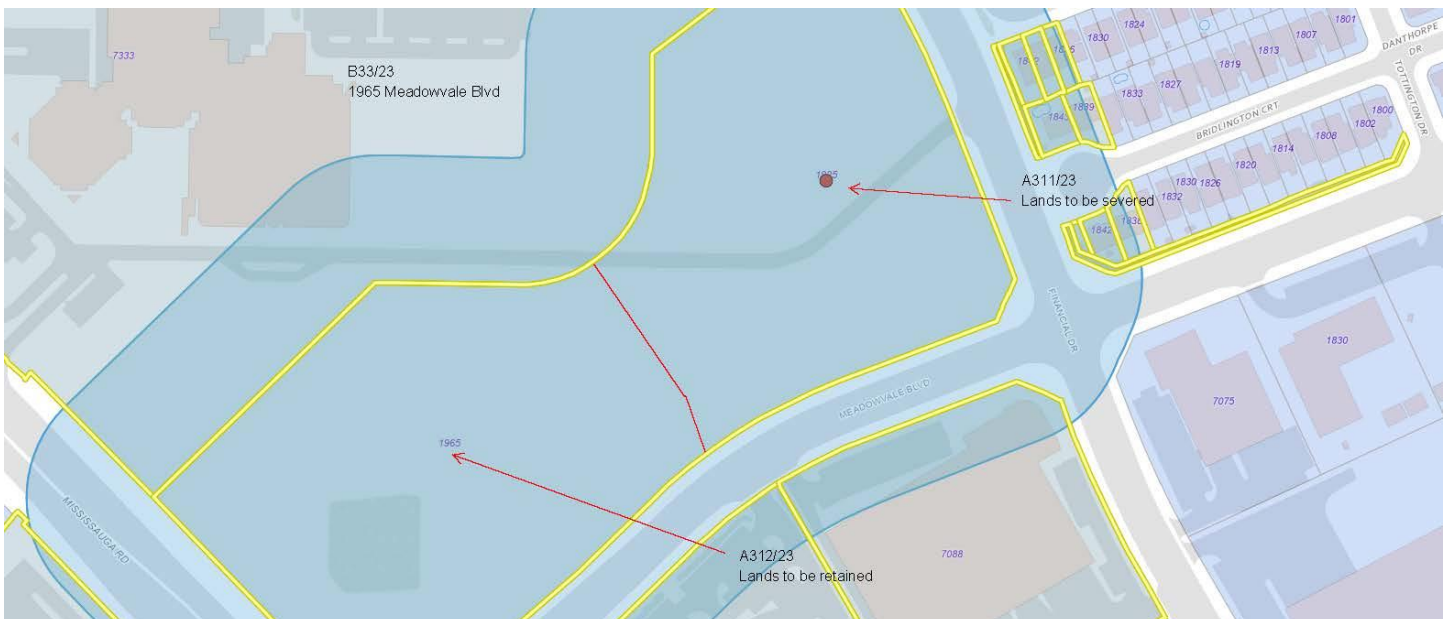 7333
B33/23
1965 Meadowvale Blvd
1824
1801
1830
1807
1813
1819
1827
1833
1839
DANTHORPE DR
TOTTINGTON DR
BRIDLINGTON CRT
1800
1802
1808
1814
1820
1826
1830
1832
1842
A311/23
Lands to be severed
FINANCIAL DR
MEADOWVALE BLVD
1830
7075
1965
MISSISSAUGA RD
A312/23
Lands to be retained
7088